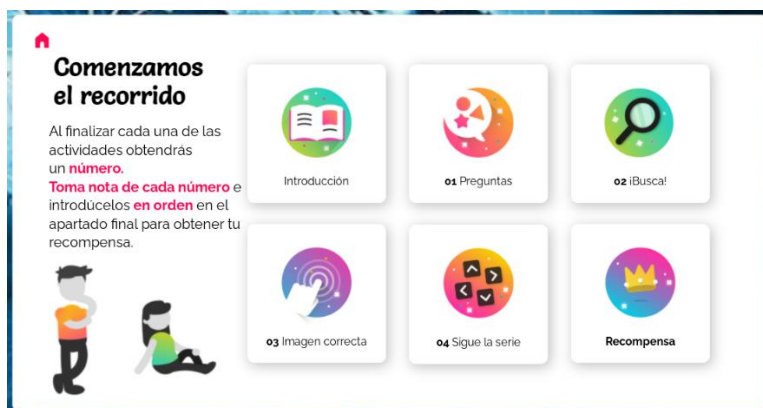 Comenzamos
el recorrido
Al finalizar cada una de las
actividades obtendrás
un número.
Toma nota de cada número e
introdúcelos en orden en el
apartado final para obtener tu
recompensa.
Introducción
01 Preguntas
02 ¡Busca!
03 Imagen correcta
04 Sigue la serie
Recompensa